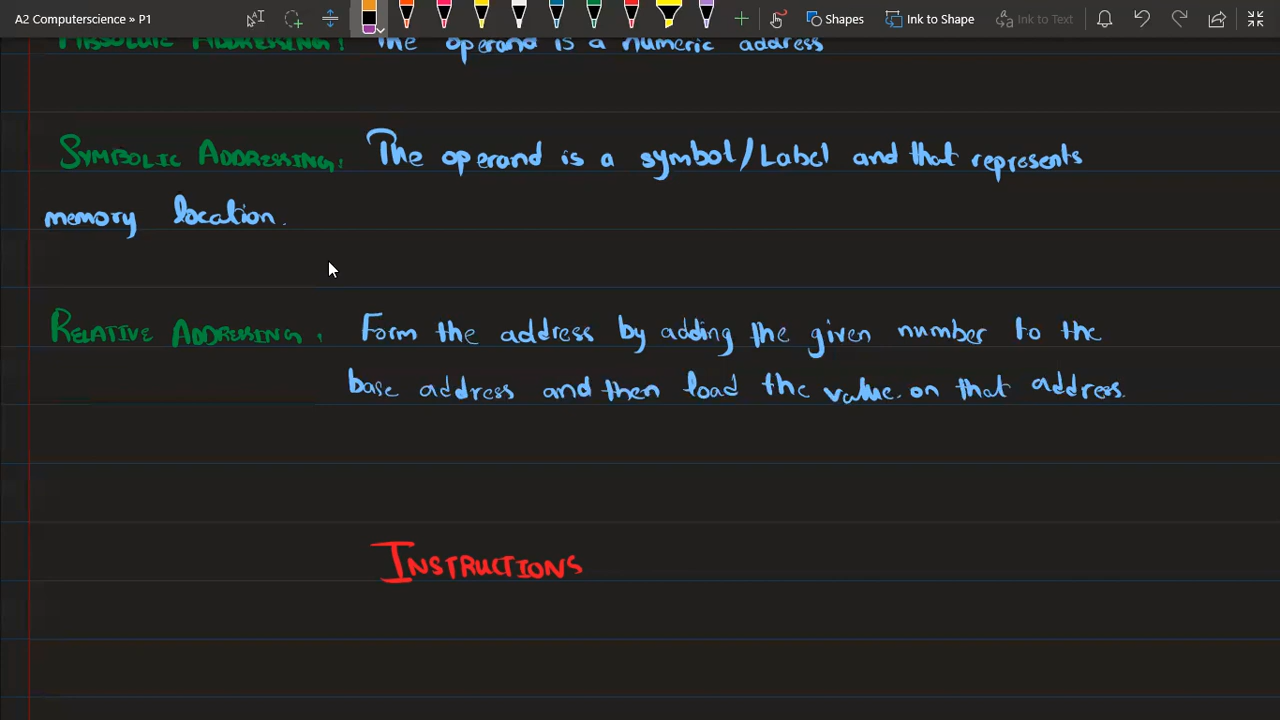 A2 Computerscience » P1
Shapes
Ink to Shape
Ink to Text
ABSOLUTE ADDRESSING: The operand is a numeric address
SYMBOLIC ADDRESSING: The operand is a symbol/Label and that represents
memory location.
RELATIVE ADDRESSING: Form the address by adding the given number to the
base address and then load the value on that address.
INSTRUCTIONS